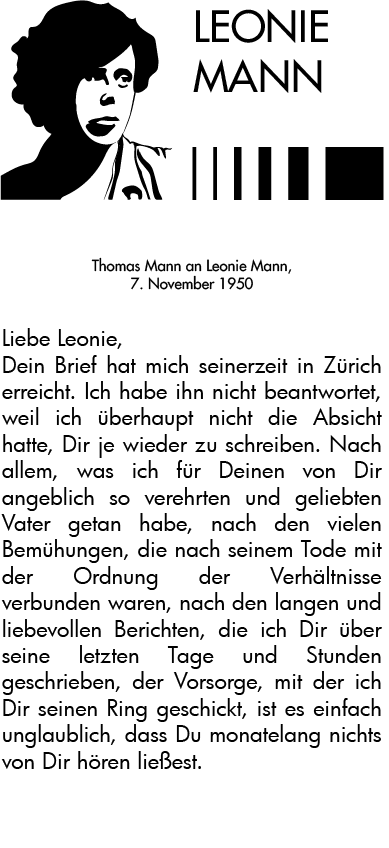 LEONIE
MANN
Thomas Mann an Leonie Mann,
7. November 1950
Liebe Leonie,
Dein Brief hat mich seinerzeit in Zürich
erreicht. Ich habe ihn nicht beantwortet,
weil ich überhaupt nicht die Absicht
hatte, Dir je wieder zu schreiben. Nach
allem, was ich für Deinen von Dir
angeblich so verehrten und geliebten
Vater getan habe, nach den vielen
Bemühungen, die nach seinem Tode mit
der Ordnung der Verhältnisse
verbunden waren, nach den langen und
liebevollen Berichten, die ich Dir über
seine letzten Tage und Stunden
geschrieben, der Vorsorge, mit der ich
Dir seinen Ring geschickt, ist es einfach
unglaublich, dass Du monatelang nichts
von Dir hören ließest.